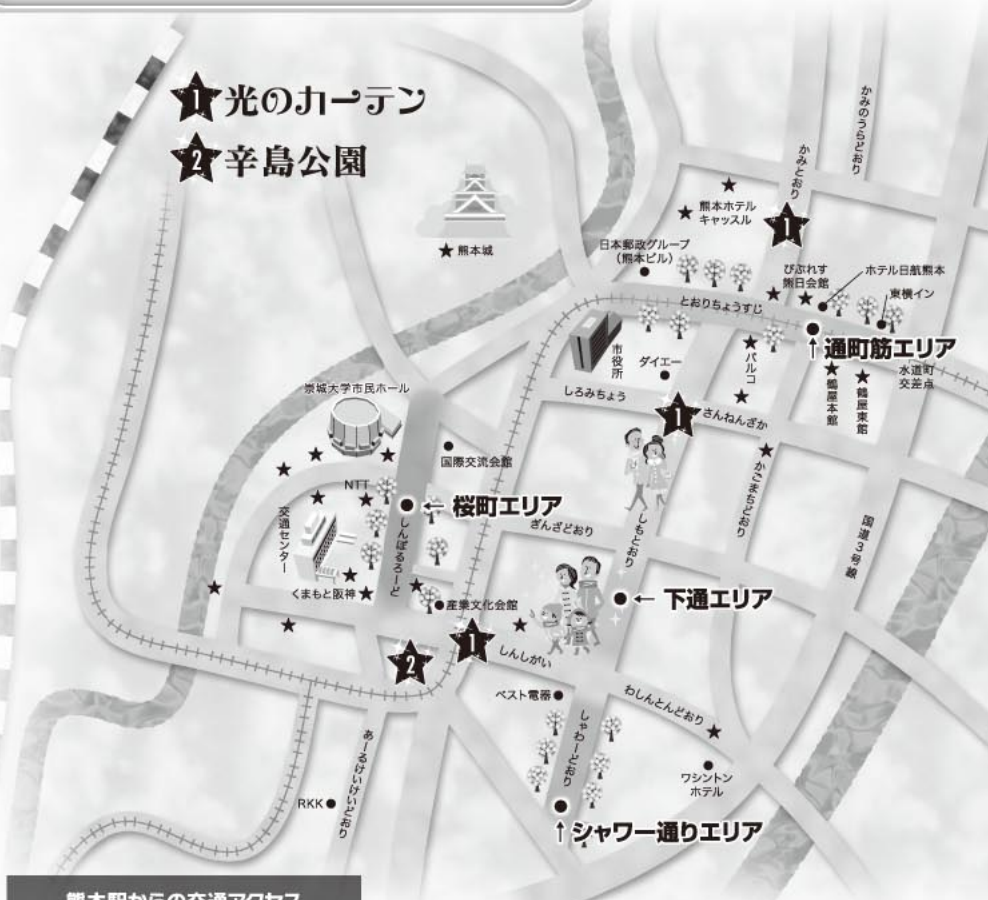 1 光のカーテン
2 辛島公園
かみのうらどおり
かみとおり
熊本ホテル
キャッスル
1
熊本城
日本郵政グループ
（熊本ビル）
びぷれす
熊日会館
ホテル日航熊本
東横イン
とおりちょうすじ
↑通町筋エリア
市役所
ダイエー
パルコ
鶴屋本館
鶴屋東館
水道町
交差点
しろみちょう
1
さんねんざか
崇城大学市民ホール
国際交流会館
かごまちどおり
NTT
←桜町エリア
しんぼるろーど
ぎんざどおり
しもとおり
国道3号線
交通センター
くまもと阪神
産業文化会館
←下通エリア
1
2
しんしがい
ベスト電器
わしんとんどおり
しゃわーどおり
あーるけいけいどおり
ワシントン
ホテル
RKK
↑シャワー通りエリア
熊本駅からの交通アクセス